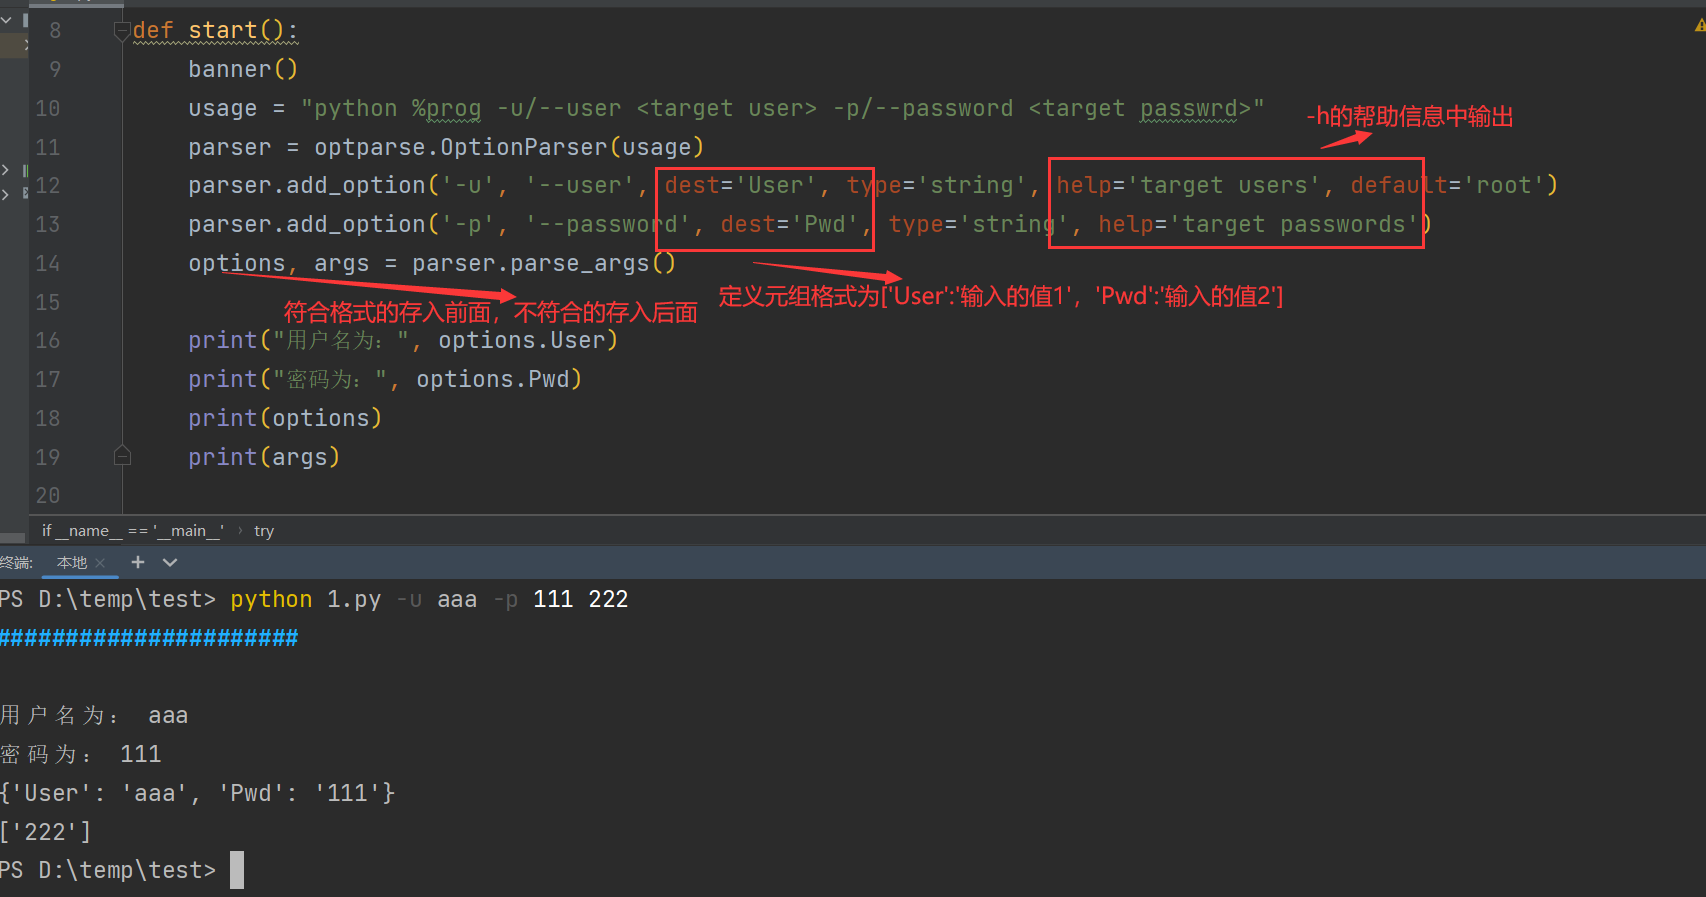 8 def start():
9 banner()
10 usage = "python %prog -u/--user <target user> -p/--password <target passwrd>"
-h的帮助信息中输出
11 parser = optparse.OptionParser(usage)
12 parser.add_option('-u', '--user', dest='User', type='string', help='target users', default='root')
13 parser.add_option('-p', '--password', dest='Pwd', type='string', help='target passwords')
14 options, args = parser.parse_args()
定义元组格式为['User':'输入的值1'，'Pwd':'输入的值2']
15
符合格式的存入前面，不符合的存入后面
16 print("用户名为：", options.User)
17 print("密码为：", options.Pwd)
18 print(options)
19 print(args)
20
if __name__ == '__main__' › try
终端: 本地 × +
PS D:\temp\test> python 1.py -u aaa -p 111 222
######################
用户名为： aaa
密码为： 111
{'User': 'aaa', 'Pwd': '111'}
['222']
PS D:\temp\test>